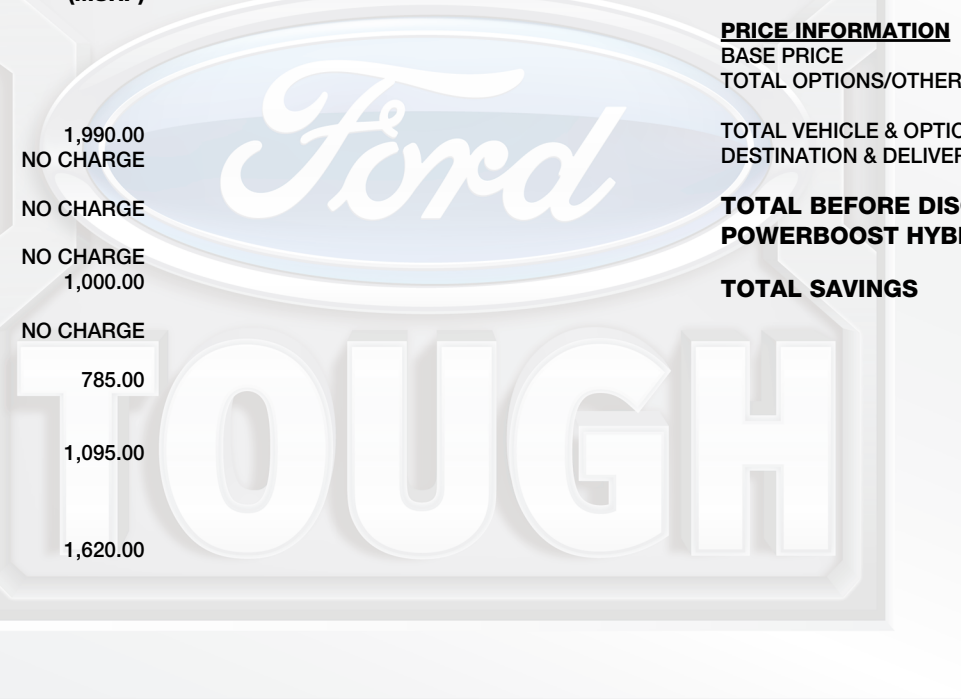 (MSRP)
1,990.00
NO CHARGE
NO CHARGE
NO CHARGE
1,000.00
NO CHARGE
785.00
1,095.00
1,620.00
PRICE INFORMATION
BASE PRICE
TOTAL OPTIONS/OTHER
TOTAL VEHICLE & OPTIO
DESTINATION & DELIVER
TOTAL BEFORE DIS
POWERBOOST HYB
TOTAL SAVINGS
Ford
TOUGH